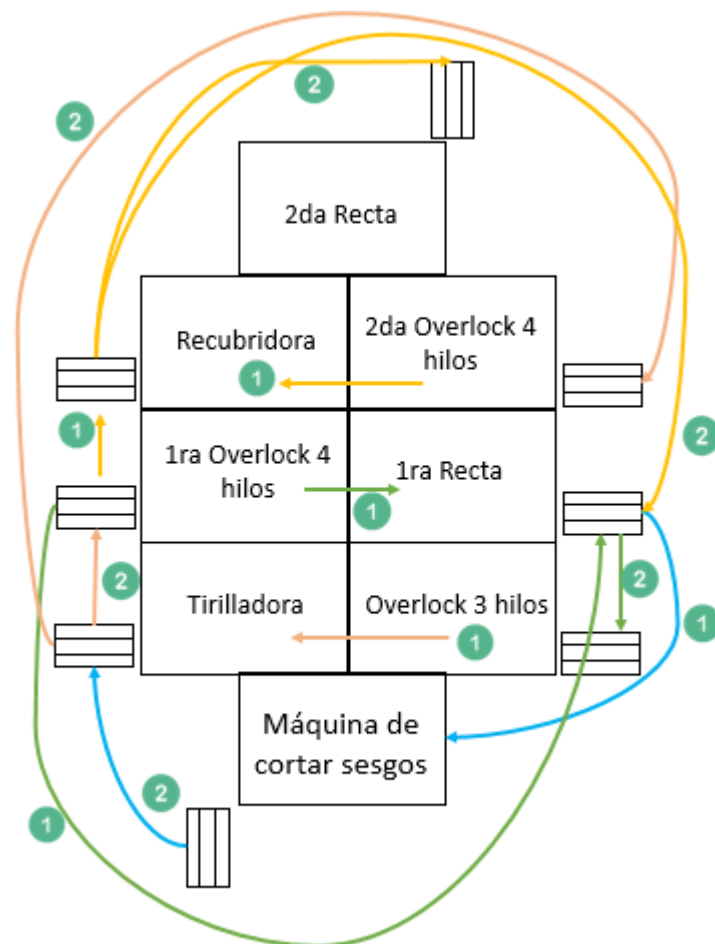 2
2
2da Recta
Recubridora
2da Overlock 4
hilos
1
1
2
1ra Overlock 4
hilos
1ra Recta
1
2
2
Tirilladora
Overlock 3 hilos
1
1
Máquina de
cortar sesgos
2
1